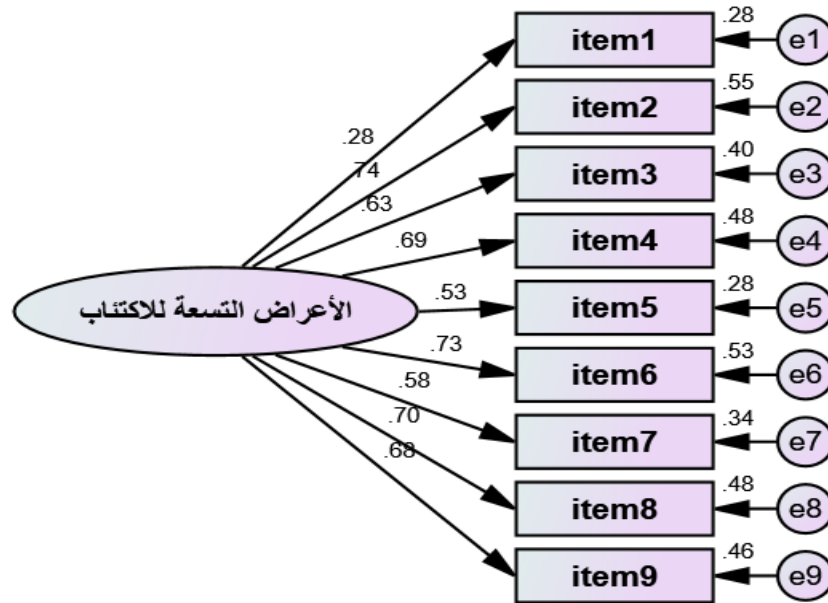 .28
item1
e1
.28
.55
item2
e2
.74
.40
item3
e3
.63
.48
item4
e4
.69
الأعراض التسعة للاكتئاب
.28
item5
e5
.53
.53
item6
e6
.73
.34
item7
e7
.58
.48
item8
e8
.70
.46
item9
e9
.68